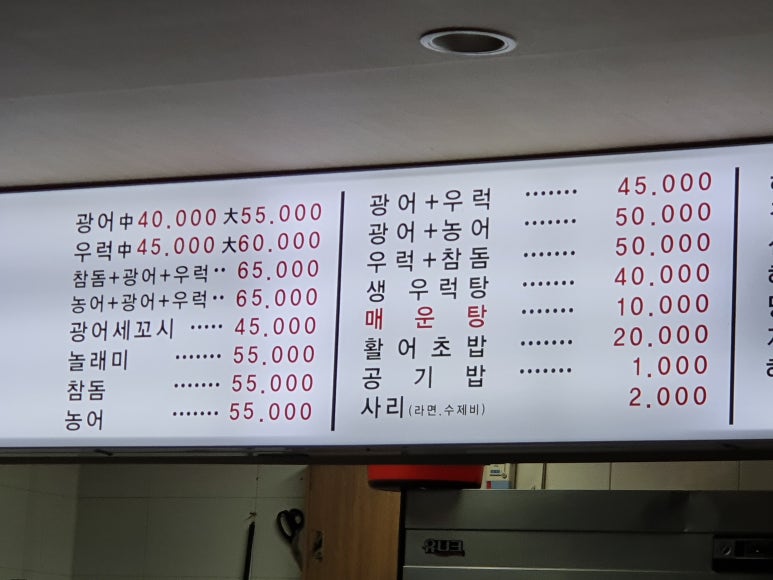 광어中40.000 大55.000
우럭中45.000 大60.000
참돔+광어+우럭‥ 65.000
농어+광어+우럭‥ 65.000
광어세꼬시 ····· 45.000
놀래미 ······· 55.000
참돔 ······· 55.000
농어 ······· 55.000
광어+우럭 ······· 45.000
광어+농어 ······· 50.000
우럭+참돔 ······· 50.000
생 우럭탕 ······· 40.000
매 운 탕 ······· 10.000
활어초밥 ······· 20.000
공 기 밥 ······· 1.000
사리(라면.수제비) 2.000
유니크